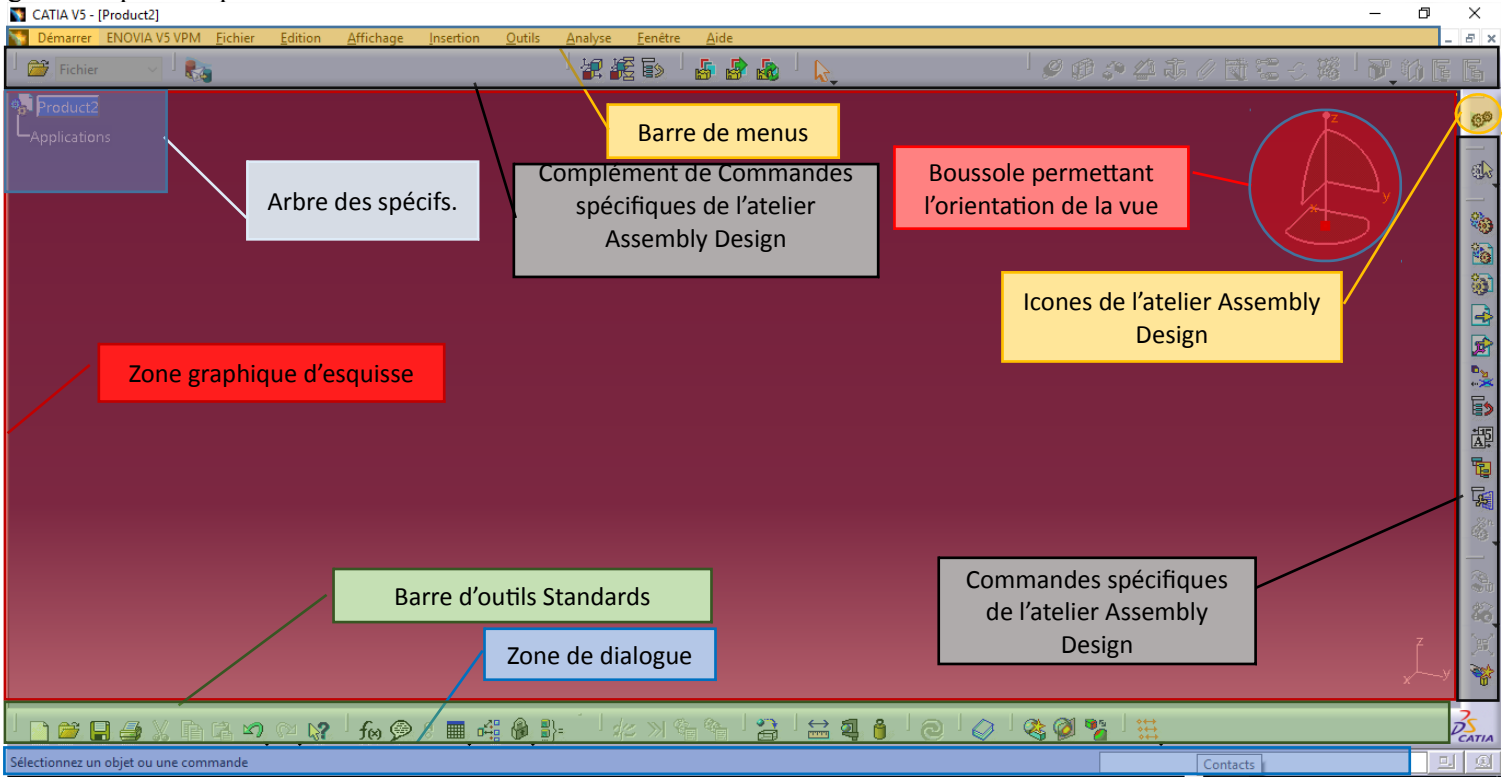 CATIA V5 - [Product2]
Démarrer ENOVIA V5 VPM Fichier Edition Affichage Insertion Outils Analyse Fenêtre Aide
Fichier
Product2
Applications
Barre de menus
Arbre des spécifs.
Complément de Commandes
spécifiques de l'atelier
Assembly Design
Boussole permettant
l'orientation de la vue
z
y
x
Icones de l'atelier Assembly
Design
Zone graphique d'esquisse
Barre d'outils Standards
Zone de dialogue
Commandes spécifiques
de l'atelier Assembly
Design
z
y
x
f(x)
CATIA
Sélectionnez un objet ou une commande
Contacts